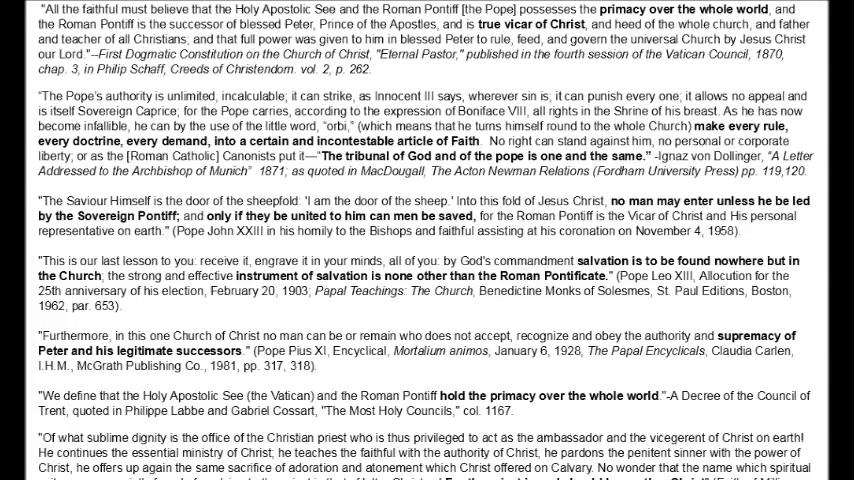 "All the faithful must believe that the Holy Apostolic See and the Roman Pontiff [the Pope] possesses the primacy over the whole world, and
the Roman Pontiff is the successor of blessed Peter, Prince of the Apostles, and is true vicar of Christ, and heed of the whole church, and father
and teacher of all Christians; and that full power was given to him in blessed Peter to rule, feed, and govern the universal Church by Jesus Christ
our Lord."--First Dogmatic Constitution on the Church of Christ, "Eternal Pastor," published in the fourth session of the Vatican Council, 1870,
chap. 3, in Philip Schaff, Creeds of Christendom. vol. 2, p. 262.
“The Pope’s authority is unlimited, incalculable; it can strike, as Innocent III says, wherever sin is; it can punish every one; it allows no appeal and
is itself Sovereign Caprice; for the Pope carries, according to the expression of Boniface VIII, all rights in the Shrine of his breast. As he has now
become infallible, he can by the use of the little word, “orbi,” (which means that he turns himself round to the whole Church) make every rule,
every doctrine, every demand, into a certain and incontestable article of Faith. No right can stand against him, no personal or corporate
liberty; or as the [Roman Catholic] Canonists put it—“The tribunal of God and of the pope is one and the same.” -Ignaz von Dollinger, “A Letter
Addressed to the Archbishop of Munich” 1871; as quoted in MacDougall, The Acton Newman Relations (Fordham University Press) pp. 119,120.
"The Saviour Himself is the door of the sheepfold: 'I am the door of the sheep.' Into this fold of Jesus Christ, no man may enter unless he be led
by the Sovereign Pontiff; and only if they be united to him can men be saved, for the Roman Pontiff is the Vicar of Christ and His personal
representative on earth." (Pope John XXIII in his homily to the Bishops and faithful assisting at his coronation on November 4, 1958).
"This is our last lesson to you: receive it, engrave it in your minds, all of you: by God's commandment salvation is to be found nowhere but in
the Church; the strong and effective instrument of salvation is none other than the Roman Pontificate." (Pope Leo XIII, Allocution for the
25th anniversary of his election, February 20, 1903; Papal Teachings: The Church, Benedictine Monks of Solesmes, St. Paul Editions, Boston,
1962, par. 653).
"Furthermore, in this one Church of Christ no man can be or remain who does not accept, recognize and obey the authority and supremacy of
Peter and his legitimate successors." (Pope Pius XI, Encyclical, Mortalium animos, January 6, 1928, The Papal Encyclicals, Claudia Carlen,
I.H.M., McGrath Publishing Co., 1981, pp. 317, 318).
"We define that the Holy Apostolic See (the Vatican) and the Roman Pontiff hold the primacy over the whole world."-A Decree of the Council of
Trent, quoted in Philippe Labbe and Gabriel Cossart, "The Most Holy Councils," col. 1167.
"Of what sublime dignity is the office of the Christian priest who is thus privileged to act as the ambassador and the vicegerent of Christ on earth!
He continues the essential ministry of Christ; he teaches the faithful with the authority of Christ, he pardons the penitent sinner with the power of
Christ, he offers up again the same sacrifice of adoration and atonement which Christ offered on Calvary. No wonder that the name which spiritual